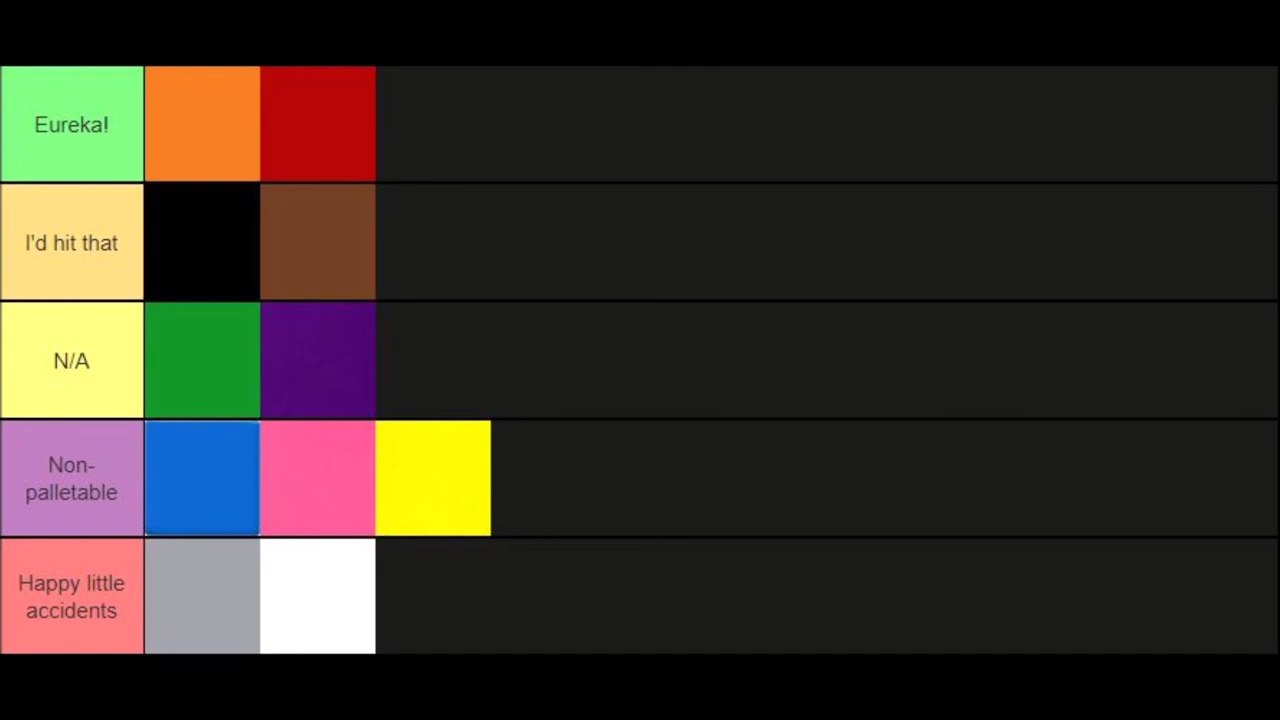 Eureka!
I'd hit that
N/A
Non-
palletable
Happy little
accidents